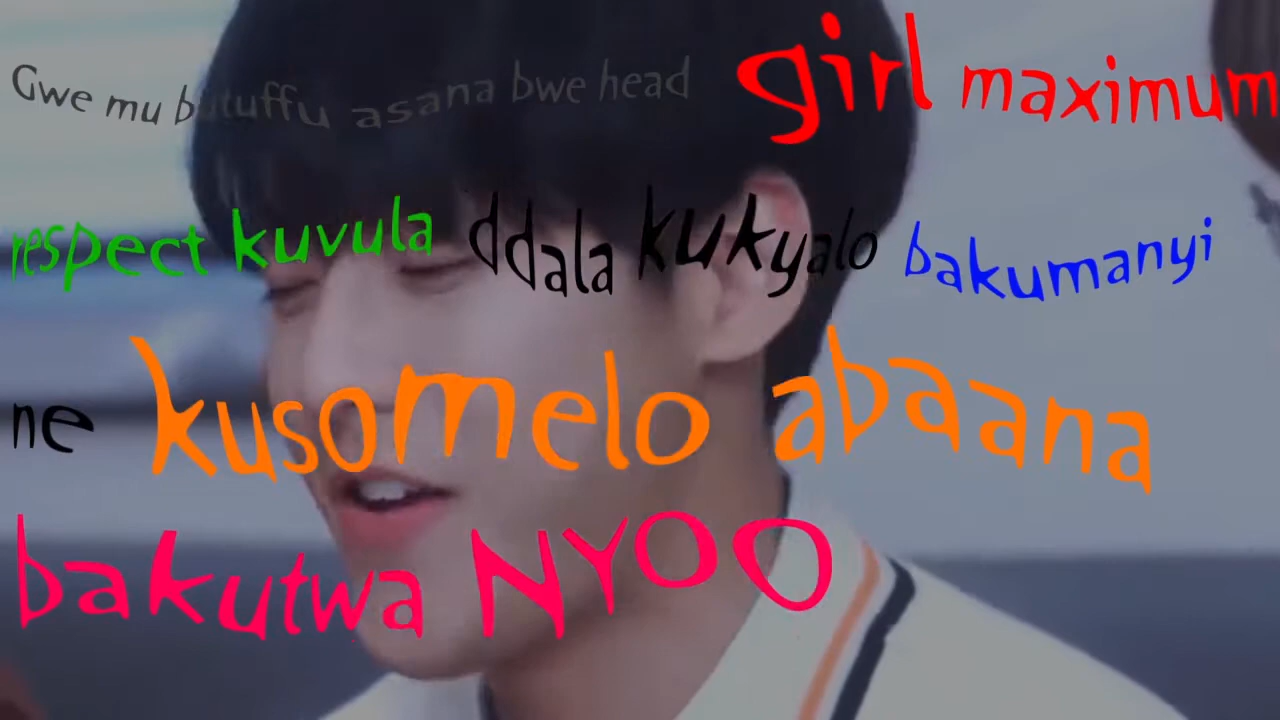 Gwe mu butuffu asana bwe head girl maximum
respect kuvula ddala kukyalo bakumanyi
ne kusomelo abaana
bakutwa NYOO